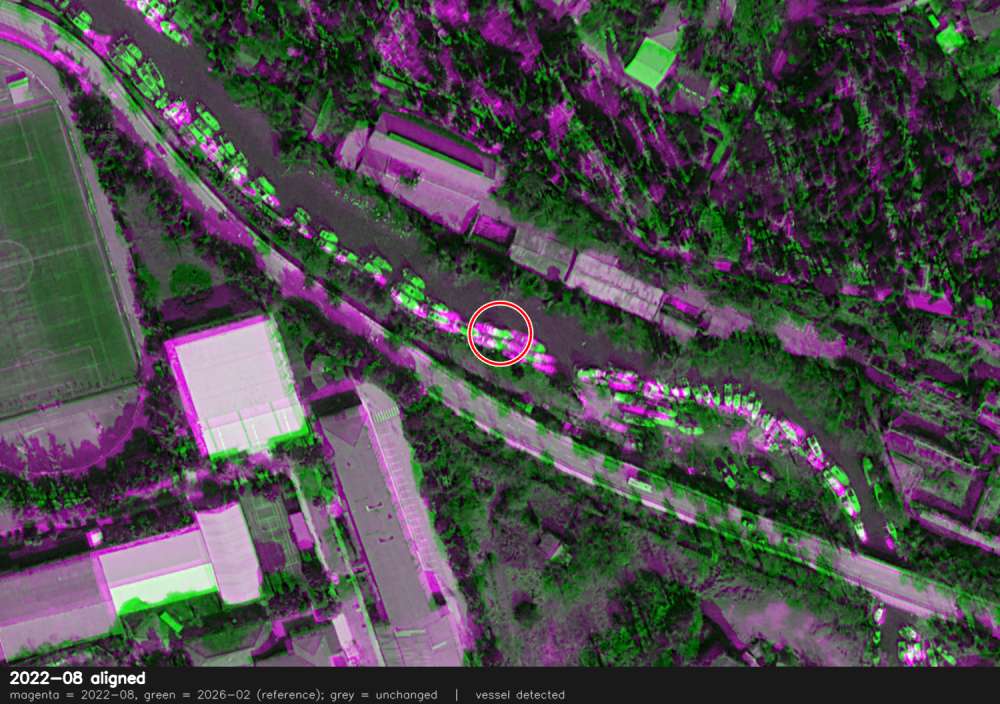 2022-08 aligned
magenta = 2022-08, green = 2026-02 (reference); grey = unchanged | vessel detected